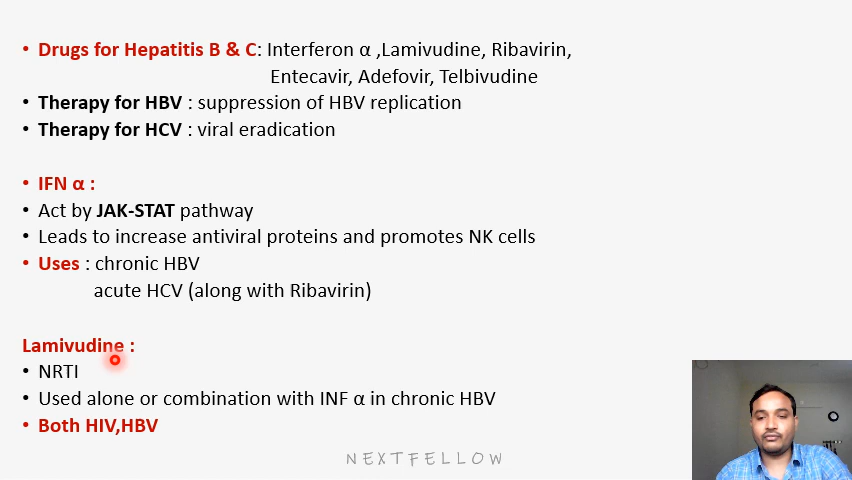 • Drugs for Hepatitis B & C: Interferon α ,Lamivudine, Ribavirin,
Entecavir, Adefovir, Telbivudine
• Therapy for HBV : suppression of HBV replication
• Therapy for HCV : viral eradication
• IFN α :
• Act by JAK-STAT pathway
• Leads to increase antiviral proteins and promotes NK cells
• Uses : chronic HBV
acute HCV (along with Ribavirin)
Lamivudine :
• NRTI
• Used alone or combination with INF α in chronic HBV
• Both HIV,HBV
NEXTFELLOW